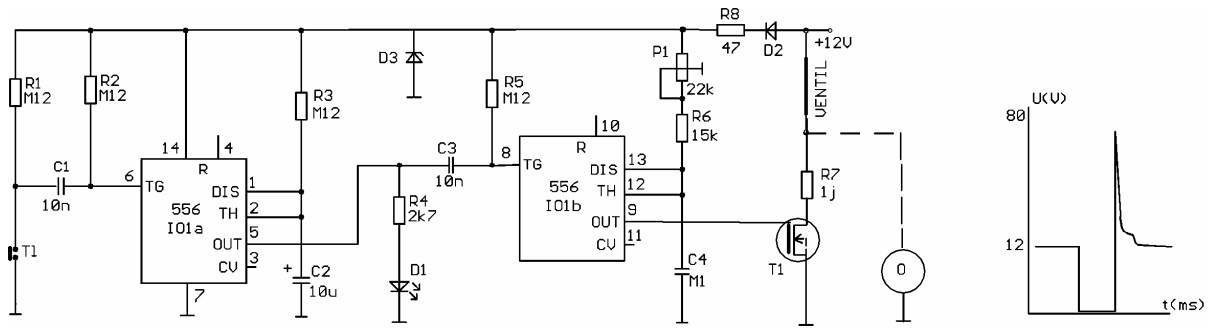 R1
M12
R2
M12
C1
10n
Tl
14
4
R
6
TG
DIS
1
556
IO1a
TH
2
OUT
5
CV
3
7
R3
M12
+
C2
10u
D3
R4
2k7
D1
C3
10n
R5
M12
10
R
8
TG
DIS
13
556
IO1b
TH
12
OUT
9
CV
11
P1
22k
R6
15k
C4
M1
R8
47
D2
+12V
VENTIL
R7
1j
T1
O
U(V)
80
12
t(ms)